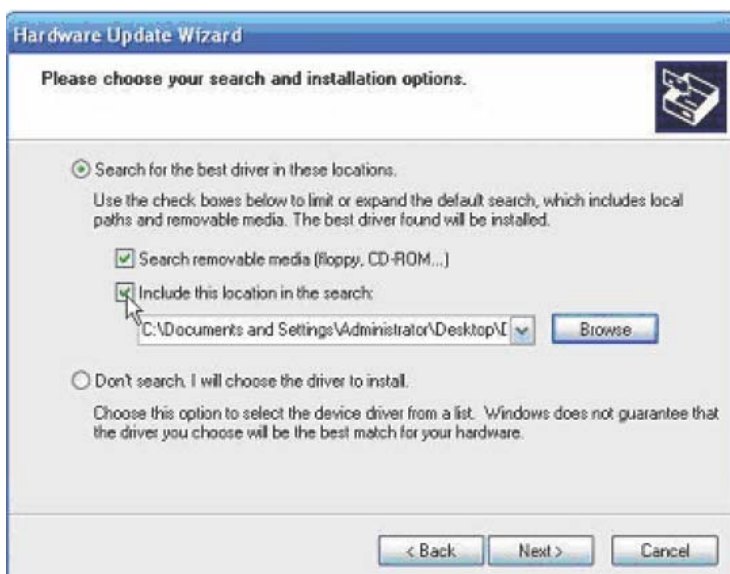 Hardware Update Wizard
Please choose your search and installation options.
Search for the best driver in these locations.
Use the check boxes below to limit or expand the default search, which includes local
paths and removable media. The best driver found will be installed.
Search removable media (floppy, CD-ROM...)
Include this location in the search:
C:\Documents and Settings\Administrator\Desktop\D
Browse
Don't search. I will choose the driver to install.
Choose this option to select the device driver from a list. Windows does not guarantee that
the driver you choose will be the best match for your hardware.
< Back
Next >
Cancel